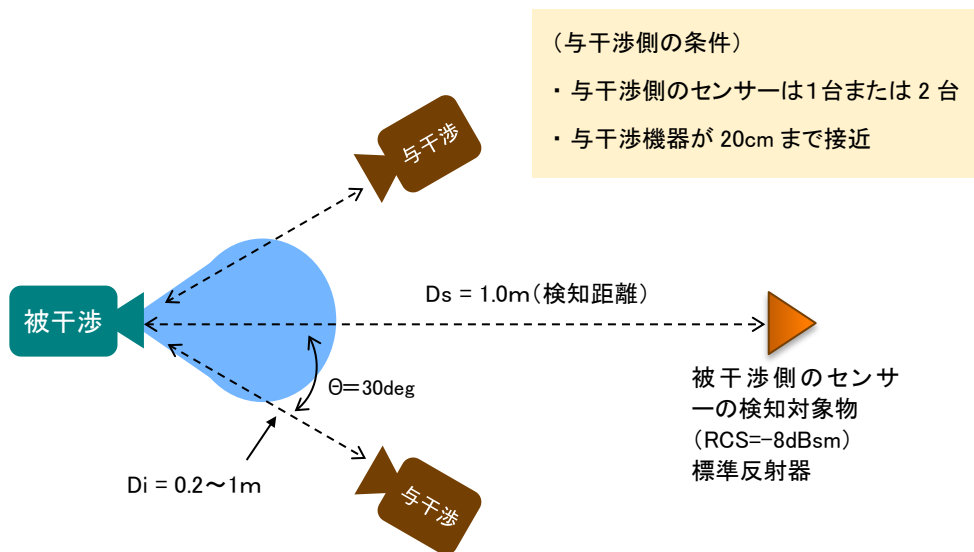 （与干渉側の条件）
・ 与干渉側のセンサーは１台または 2 台
・ 与干渉機器が 20cm まで接近
与干渉
被干渉
Ds = 1.0m（検知距離）
Θ=30deg
被干渉側のセンサ
ーの検知対象物
（RCS=-8dBsm）
標準反射器
Di = 0.2～1m
与干渉